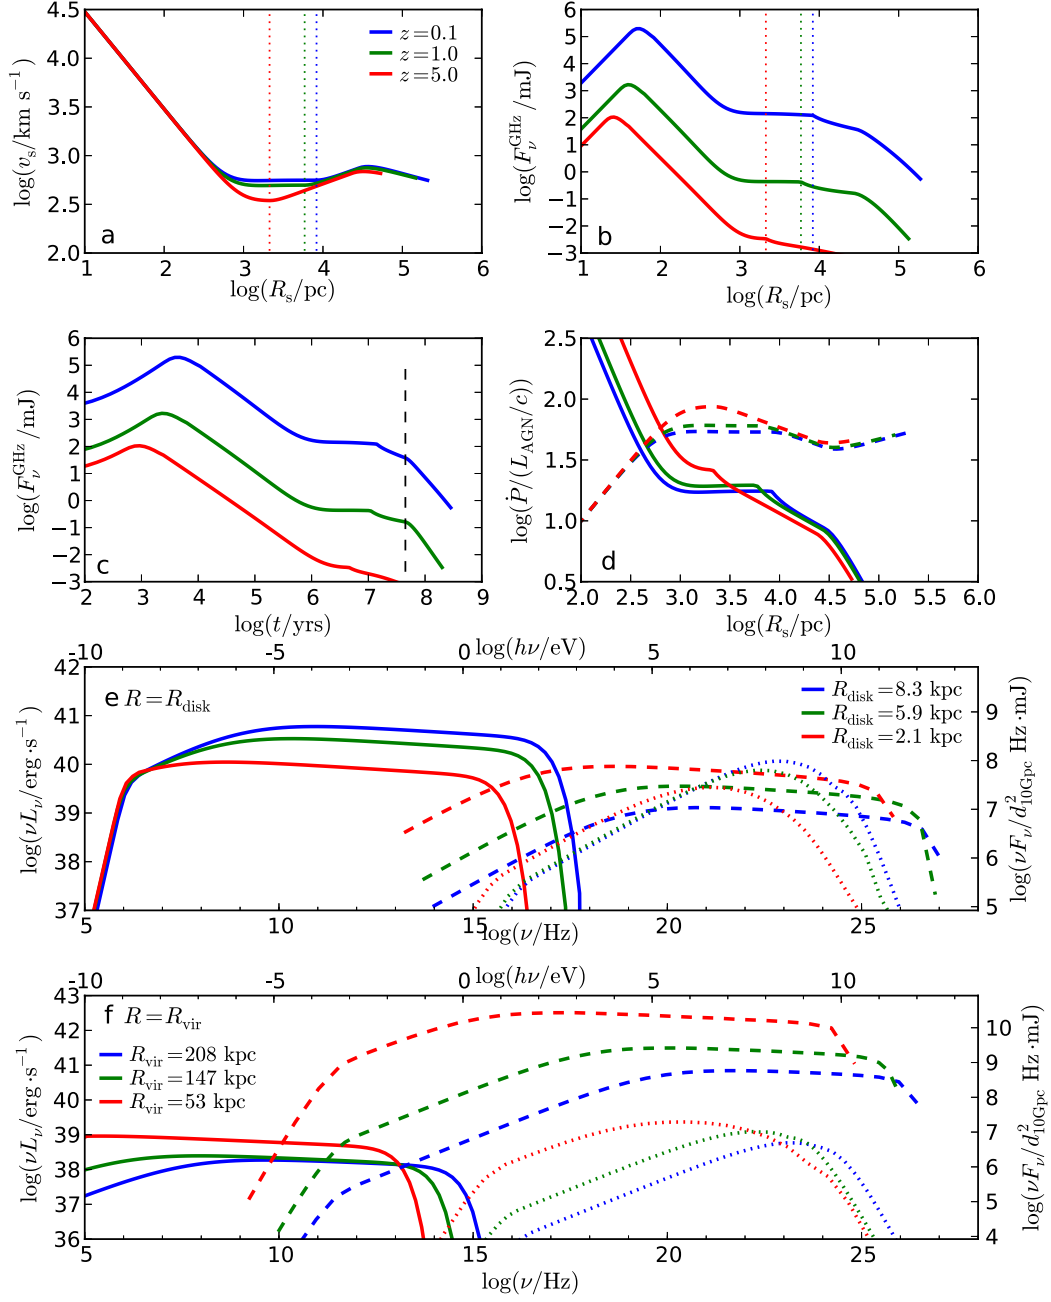 4.5
4.0
3.5
3.0
2.5
2.0
log(v_s/km s⁻¹)
z=0.1
z=1.0
z=5.0
a
1 2 3 4 5 6
log(R_s/pc)
6
5
4
3
2
1
0
−1
−2
−3
log(F_ν^GHz/mJ)
b
1 2 3 4 5 6
log(R_s/pc)
6
5
4
3
2
1
0
−1
−2
−3
log(F_ν^GHz/mJ)
c
2 3 4 5 6 7 8 9
log(t/yrs)
2.5
2.0
1.5
1.0
0.5
log(Ṗ/(L_AGN/c))
d
2.0 2.5 3.0 3.5 4.0 4.5 5.0 5.5 6.0
log(R_s/pc)
-10 -5 0 5 10
log(hν/eV)
42
41
40
39
38
37
log(νL_ν/erg·s⁻¹)
e R=R_disk
R_disk=8.3 kpc
R_disk=5.9 kpc
R_disk=2.1 kpc
9
8
7
6
5
log(νF_ν/d²_10Gpc Hz·mJ)
5 10 15 20 25
log(ν/Hz)
-10 -5 0 5 10
log(hν/eV)
43
42
41
40
39
38
37
36
log(νL_ν/erg·s⁻¹)
f R=R_vir
R_vir=208 kpc
R_vir=147 kpc
R_vir=53 kpc
10
9
8
7
6
5
4
log(νF_ν/d²_10Gpc Hz·mJ)
5 10 15 20 25
log(ν/Hz)